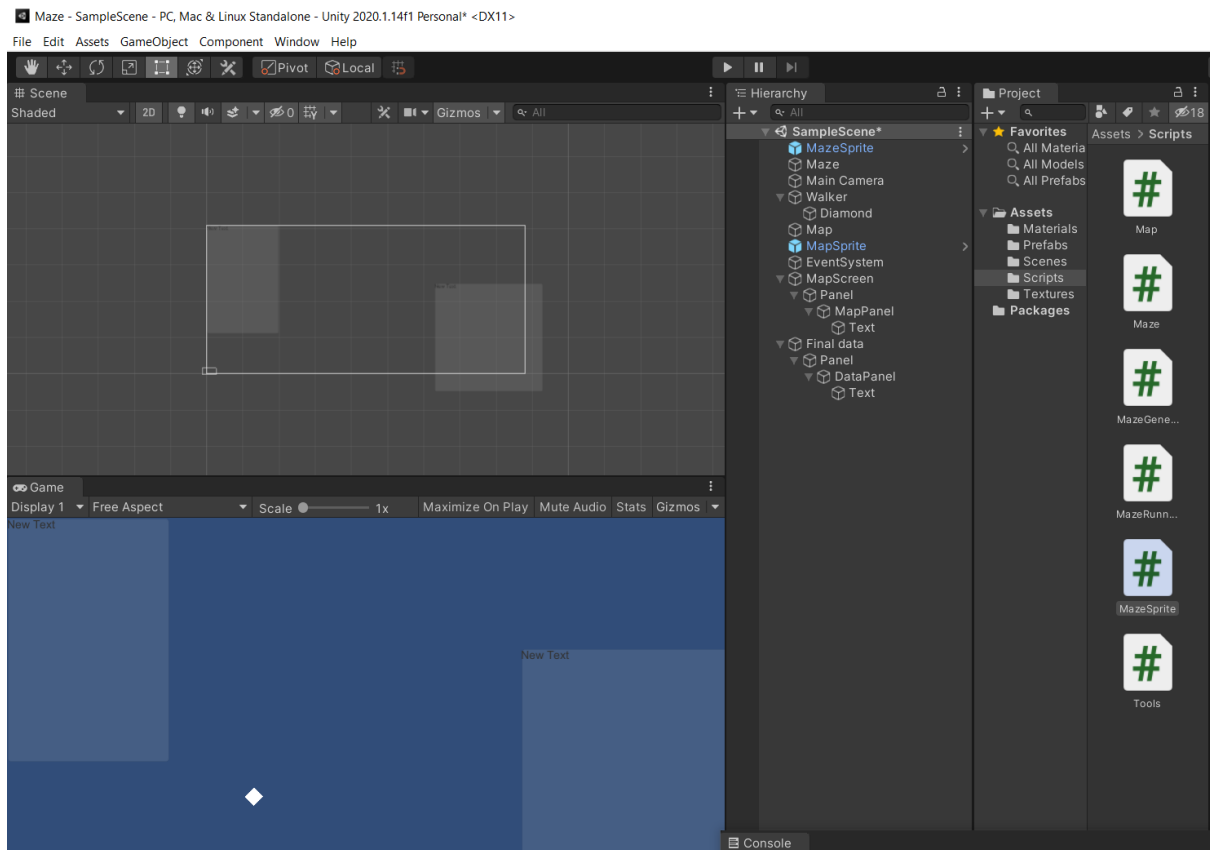 Maze - SampleScene - PC, Mac & Linux Standalone - Unity 2020.1.14f1 Personal* <DX11>
File Edit Assets GameObject Component Window Help
Pivot Local
Scene
Shaded 2D 0 Gizmos All
New Text
New Text
Game
Display 1 Free Aspect Scale 1x Maximize On Play Mute Audio Stats Gizmos
New Text
New Text
Hierarchy
All
SampleScene*
MazeSprite
Maze
Main Camera
Walker
Diamond
Map
MapSprite
EventSystem
MapScreen
Panel
MapPanel
Text
Final data
Panel
DataPanel
Text
Project
18
Favorites
All Materia
All Models
All Prefabs
Assets
Materials
Prefabs
Scenes
Scripts
Textures
Packages
Assets > Scripts
#
Map
#
Maze
#
MazeGene...
#
MazeRunn...
#
MazeSprite
#
Tools
Console